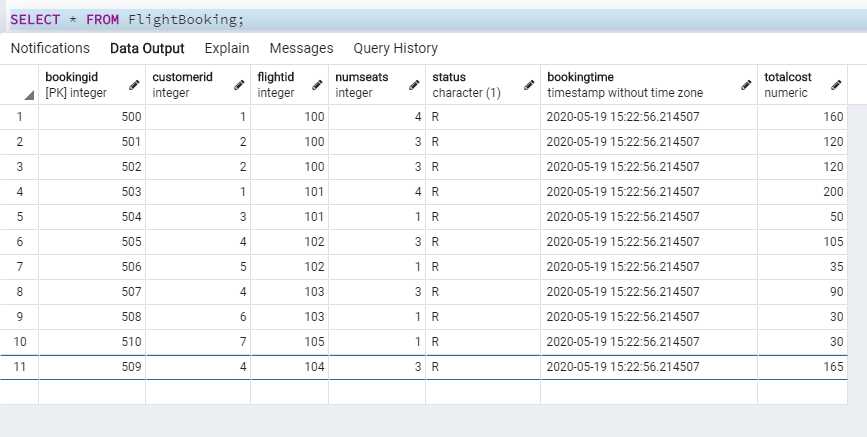 SELECT * FROM FlightBooking;
Notifications Data Output Explain Messages Query History
bookingid customerid flightid numseats status bookingtime totalcost
[PK] integer integer integer integer character (1) timestamp without time zone numeric
1 500 1 100 4 R 2020-05-19 15:22:56.214507 160
2 501 2 100 3 R 2020-05-19 15:22:56.214507 120
3 502 2 100 3 R 2020-05-19 15:22:56.214507 120
4 503 1 101 4 R 2020-05-19 15:22:56.214507 200
5 504 3 101 1 R 2020-05-19 15:22:56.214507 50
6 505 4 102 3 R 2020-05-19 15:22:56.214507 105
7 506 5 102 1 R 2020-05-19 15:22:56.214507 35
8 507 4 103 3 R 2020-05-19 15:22:56.214507 90
9 508 6 103 1 R 2020-05-19 15:22:56.214507 30
10 510 7 105 1 R 2020-05-19 15:22:56.214507 30
11 509 4 104 3 R 2020-05-19 15:22:56.214507 165